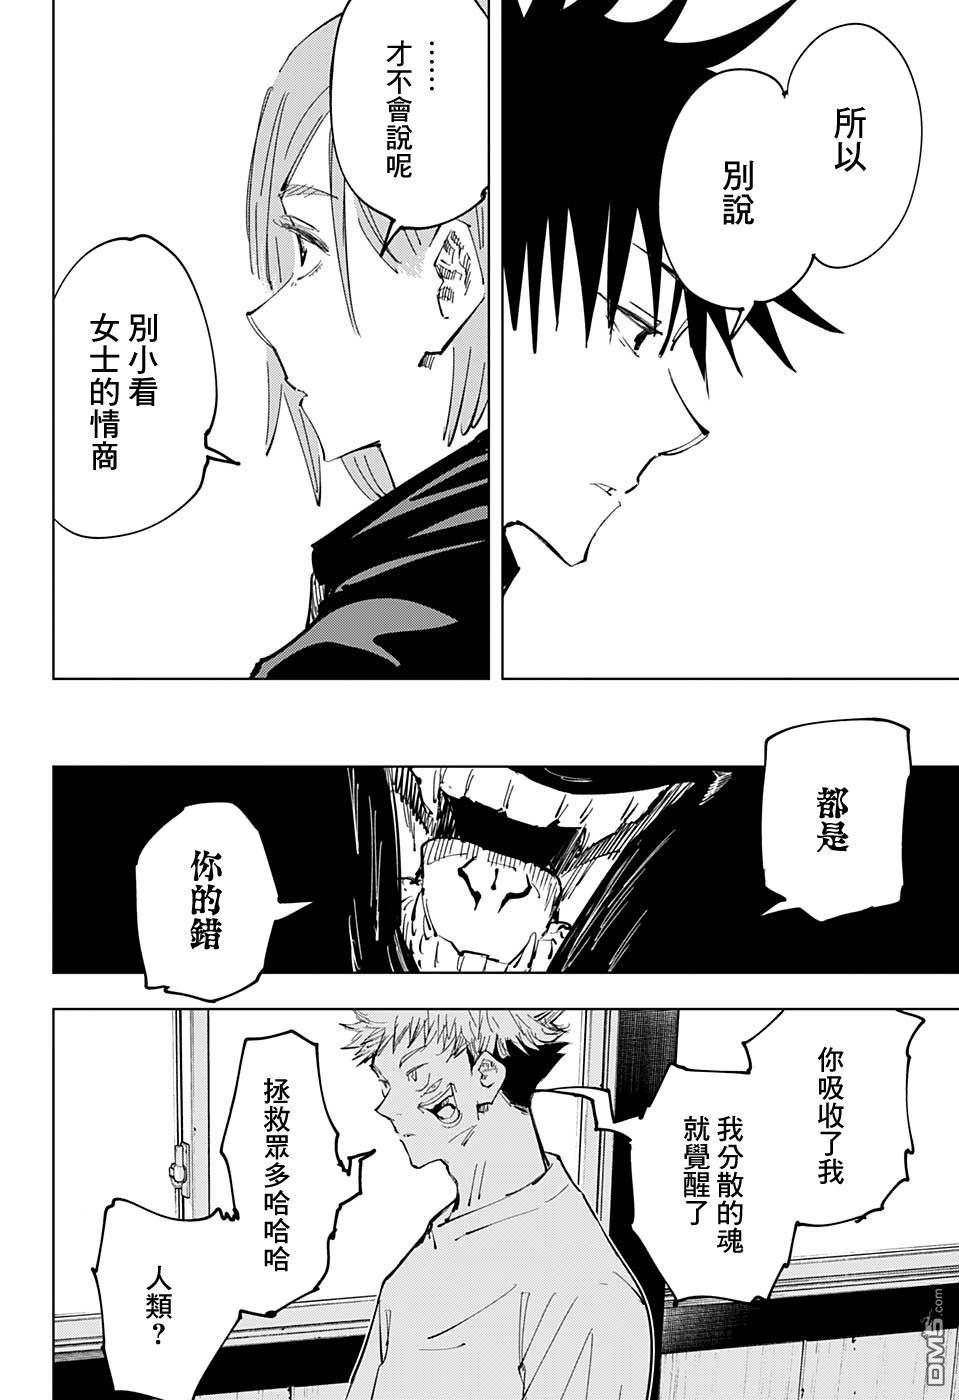 所以
別說
……
才不會說呢
別小看
女士的情商
都是
你的錯
你吸收了我
我分散的魂
就覺醒了
拯救眾多哈哈哈
人類?
DM5.com